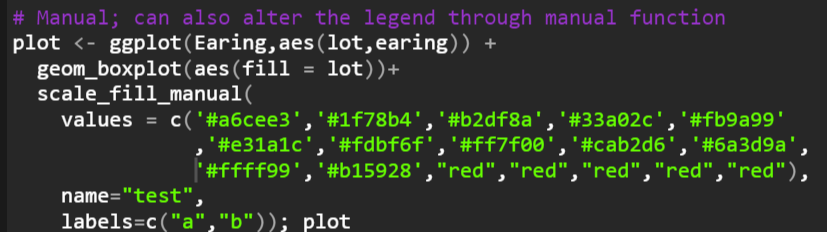 # Manual; can also alter the legend through manual function
plot <- ggplot(Earing,aes(lot,earing)) +
  geom_boxplot(aes(fill = lot))+
  scale_fill_manual(
    values = c('#a6cee3','#1f78b4','#b2df8a','#33a02c','#fb9a99'
               ,'#e31a1c','#fdbf6f','#ff7f00','#cab2d6','#6a3d9a',
               '#ffff99','#b15928',"red","red","red","red","red"),
    name="test",
    labels=c("a","b")); plot